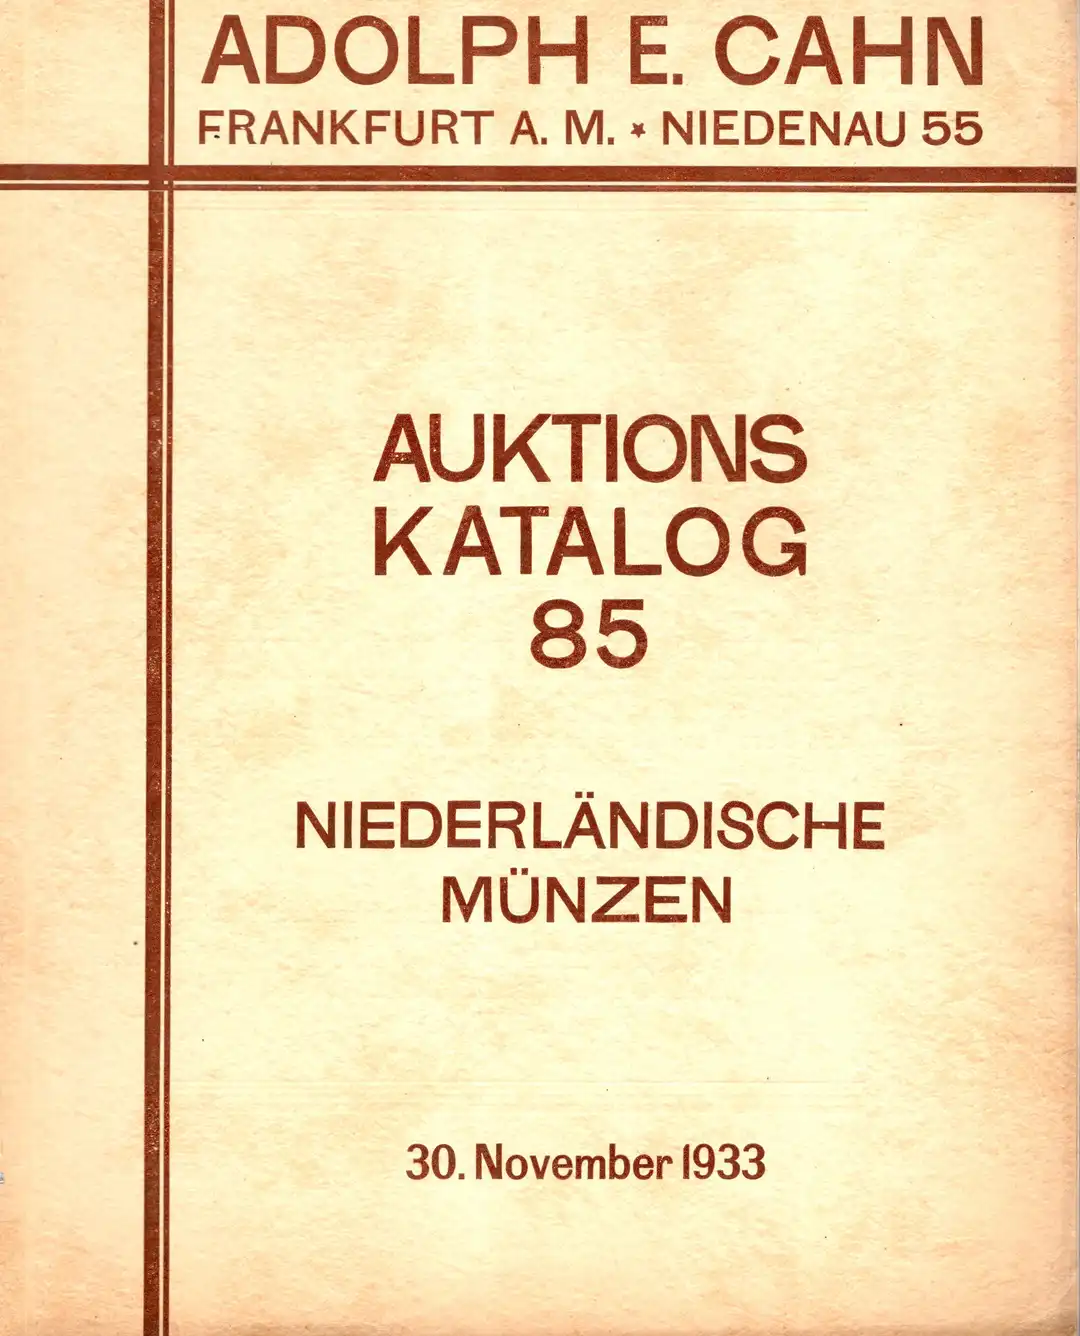 ADOLPH E. CAHN
FRANKFURT A. M. * NIEDENAU 55
AUKTIONS
KATALOG
85
NIEDERLÄNDISCHE
MÜNZEN
30. November 1933